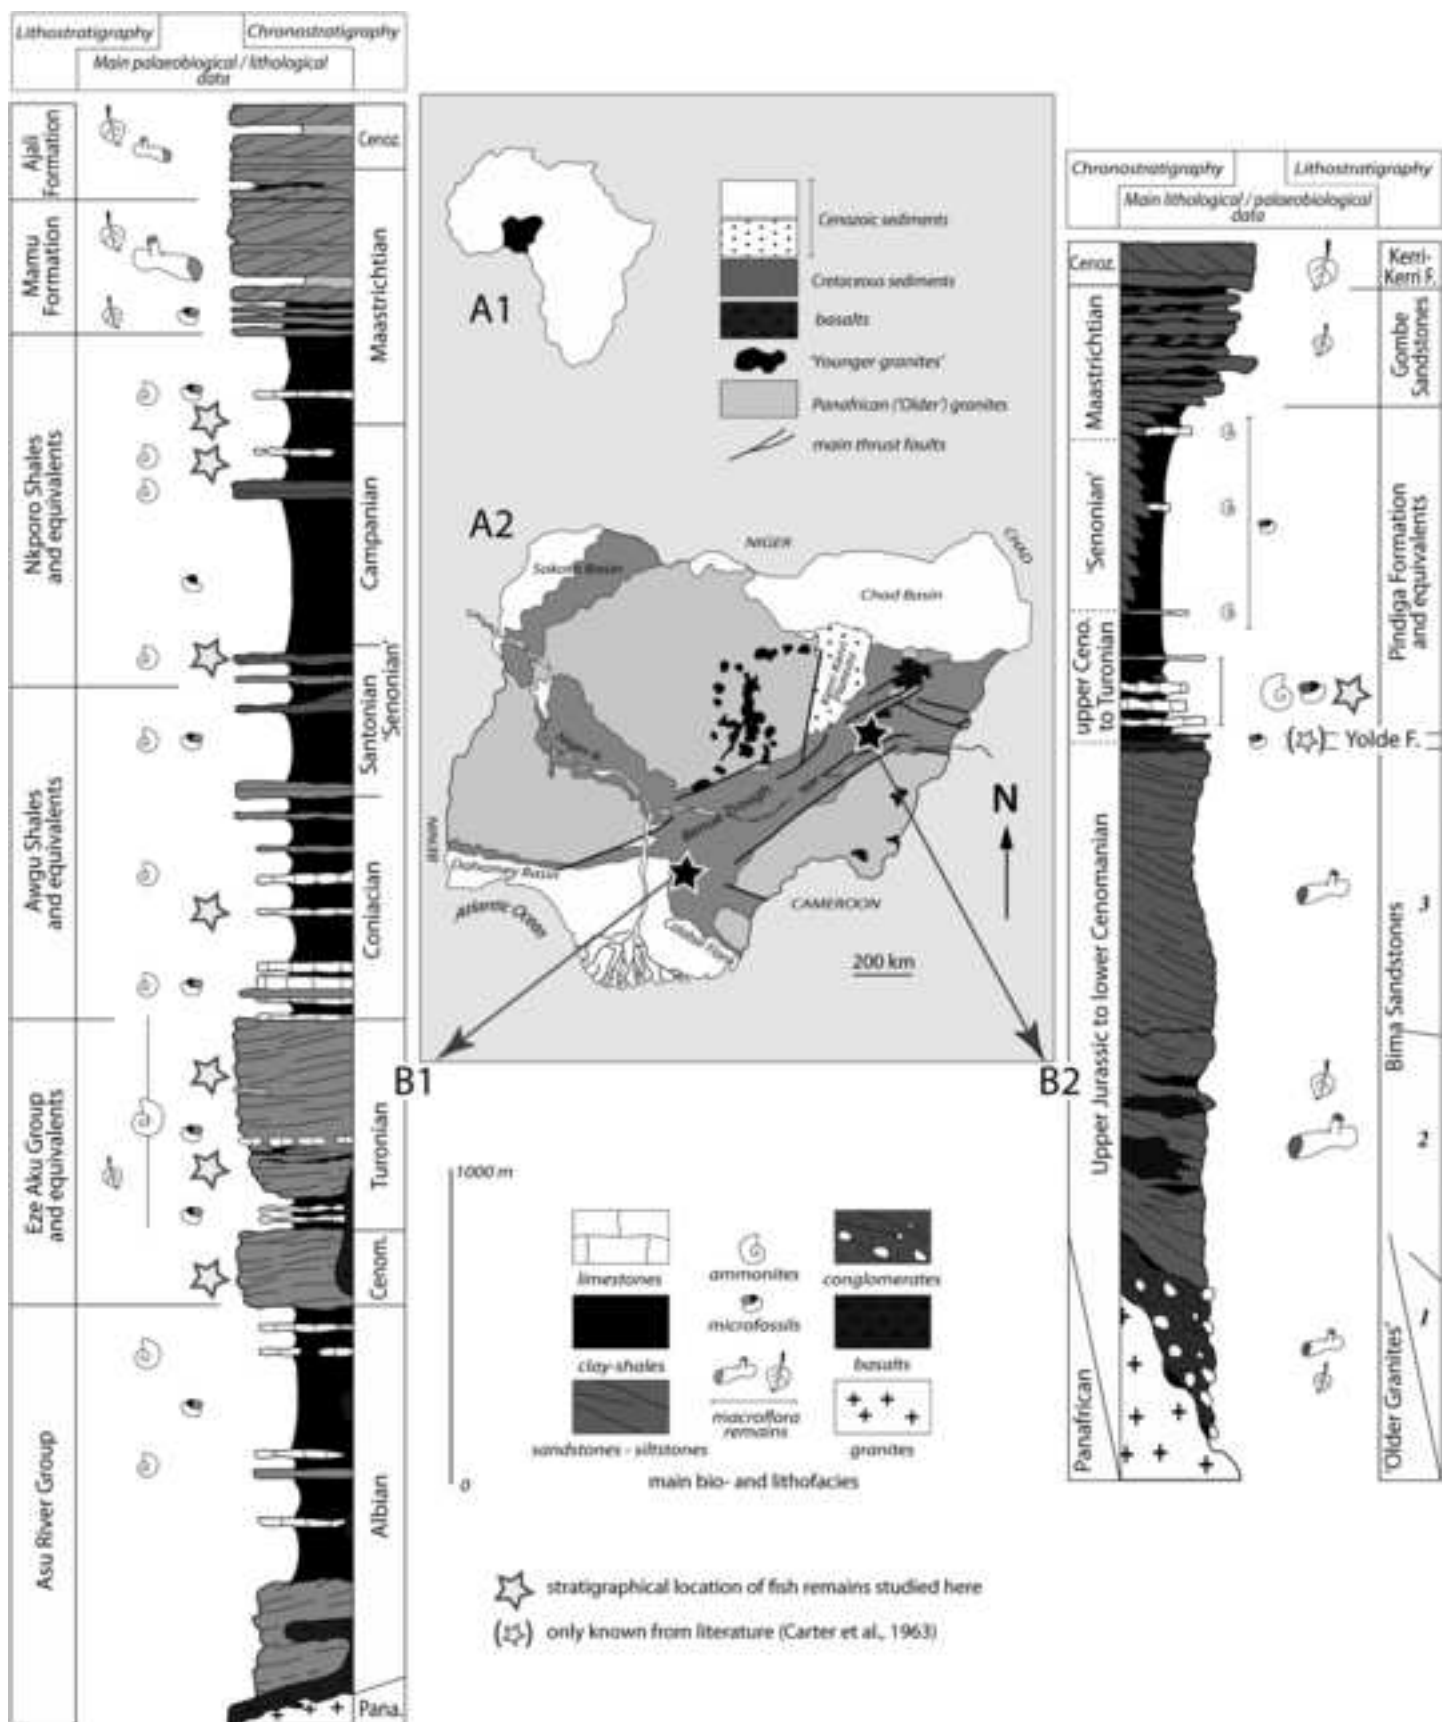 Lithostratigraphy
Chronostratigraphy
Main palaeobiological / lithological
data
Ajali
Formation
Mamu
Formation
Nkporo Shales
and equivalents
Awgu Shales
and equivalents
Eze Aku Group
and equivalents
Asu River Group
Cenoz.
Maastrichtian
Campanian
Santonian
'Senonian'
Coniacian
Turonian
Cenom.
Albian
Pana.
A1
Cenozoic sediments
Cretaceous sediments
basalts
'Younger granites'
Panafrican ('Older') granites
main thrust faults
A2
NIGER
CHAD
Sokoto Basin
Chad Basin
Benue Trough
BENIN
Dahomey Basin
Atlantic Ocean
Calabar Flank
CAMEROON
N
200 km
B1
B2
1000 m
0
limestones
ammonites
conglomerates
microfossils
clay-shales
basalts
macroflora
remains
sandstones - siltstones
granites
main bio- and lithofacies
stratigraphical location of fish remains studied here
only known from literature (Carter et al., 1963)
Chronostratigraphy
Lithostratigraphy
Main lithological / palaeobiological
data
Cenoz.
Maastrichtian
'Senonian'
upper Ceno.
to Turonian
Upper Jurassic to lower Cenomanian
Panafrican
Kerri-
Kerri F.
Gombe
Sandstones
Pindiga Formation
and equivalents
Yolde F.
Bima Sandstones
3
2
1
'Older Granites'